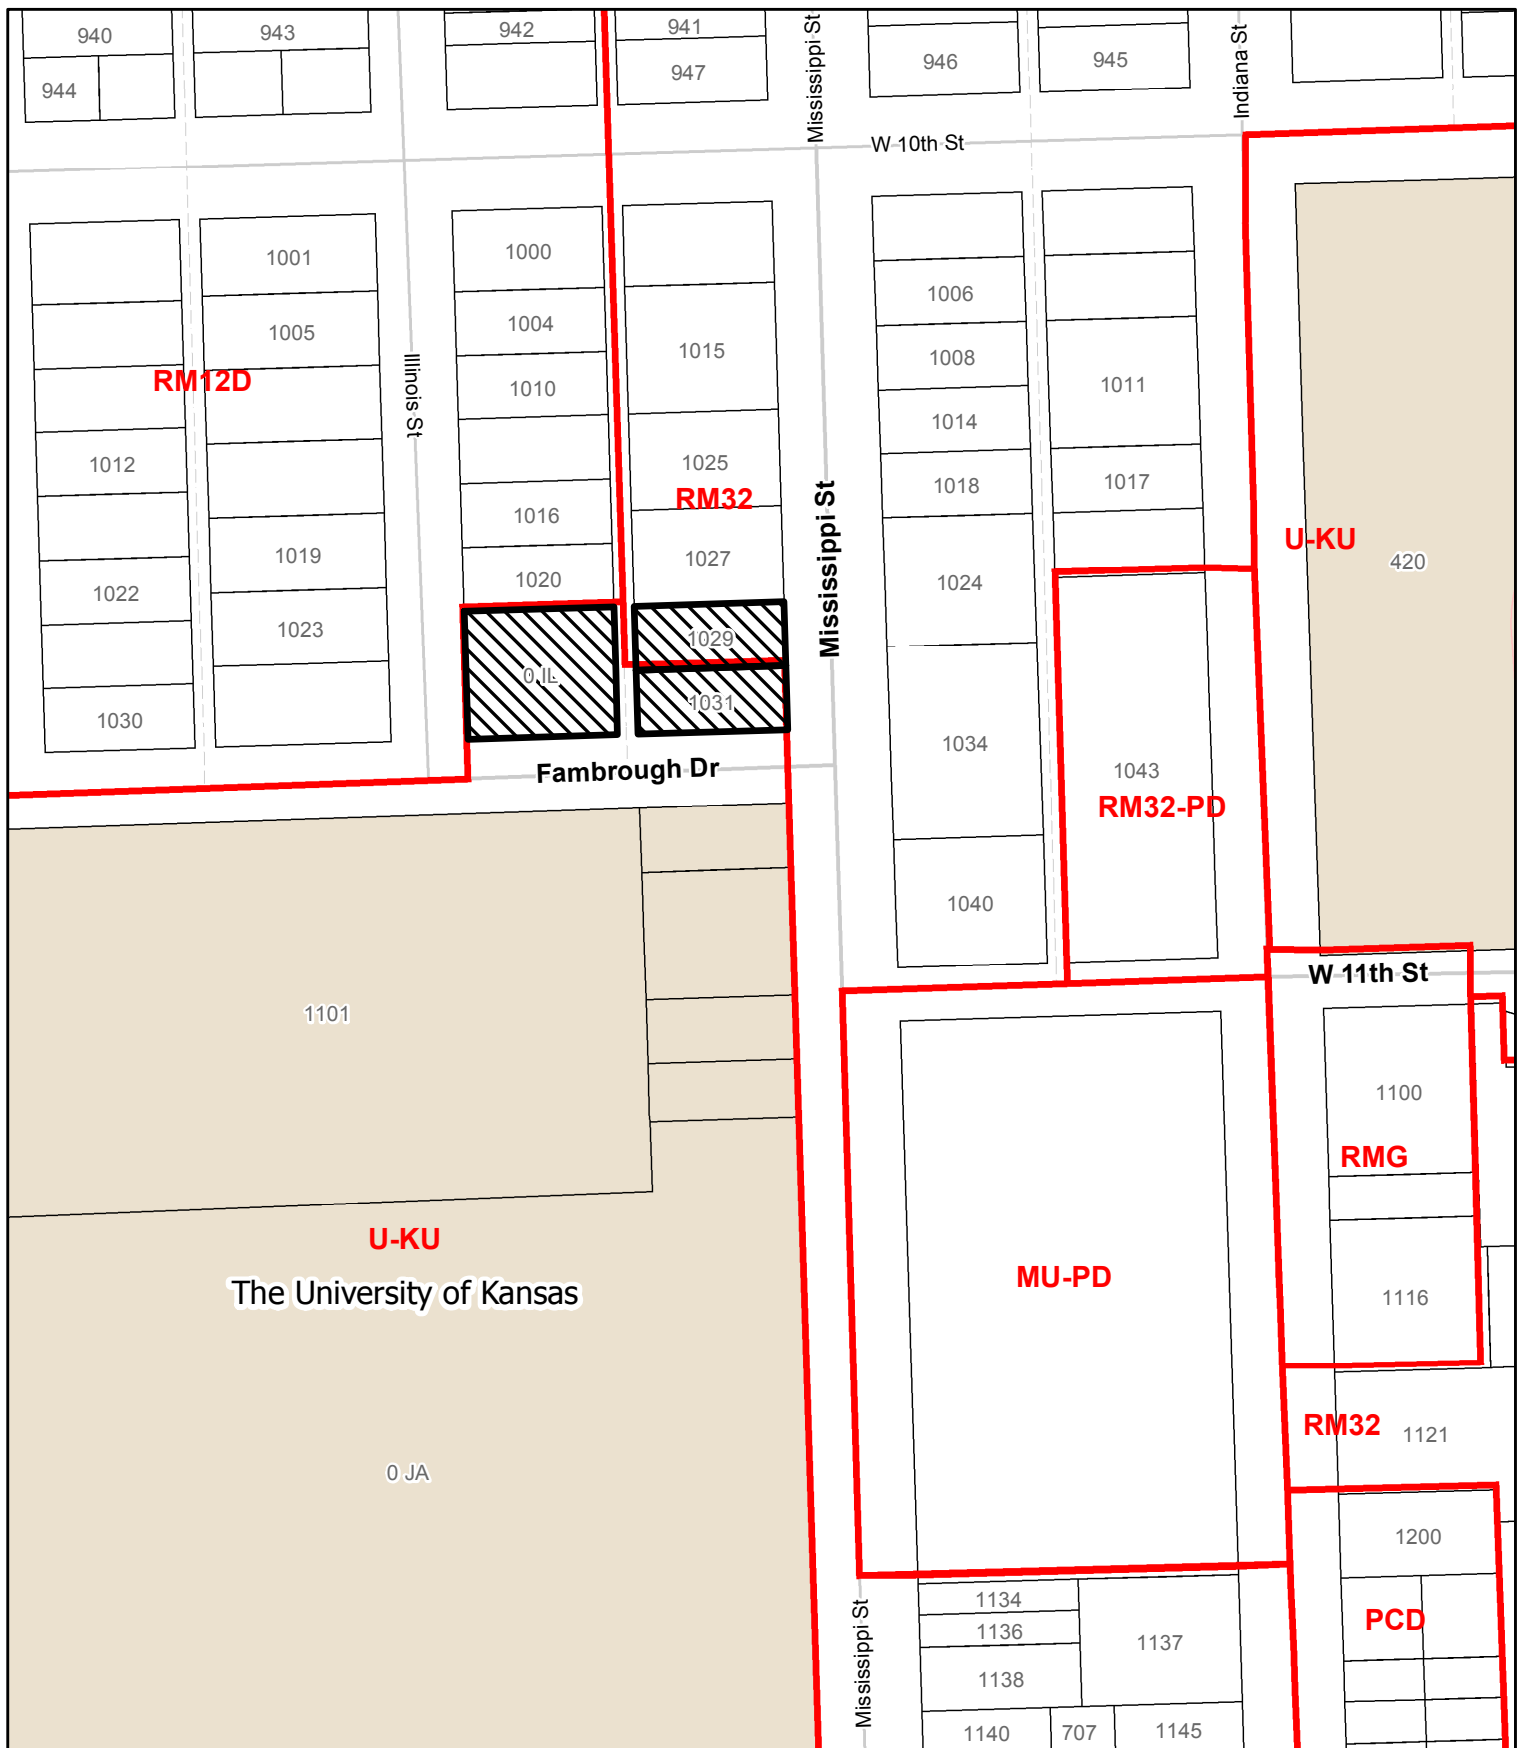 940
943
942
941
Mississippi St
Indiana St
944
947
946
945
W 10th St
1001
1000
1006
1005
1004
1015
1008
RM12D
Illinois St
1010
1011
1014
1012
1025
RM32
1018
1017
1016
Mississippi St
U-KU
420
1019
1020
1027
1024
1022
1023
1029
0 IL
1031
1030
1034
Fambrough Dr
1043
RM32-PD
1040
W 11th St
1101
1100
RMG
U-KU
The University of Kansas
MU-PD
1116
RM32
1121
0 JA
1200
1134
PCD
1136
1137
Mississippi St
1138
1140
707
1145